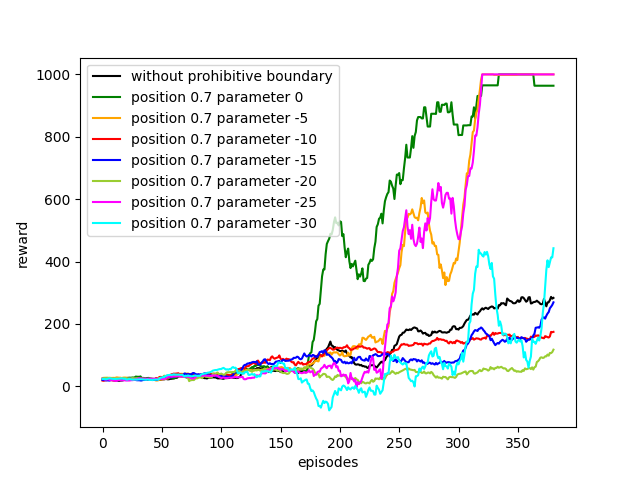 1000
800
600
400
200
0
reward
without prohibitive boundary
position 0.7 parameter 0
position 0.7 parameter -5
position 0.7 parameter -10
position 0.7 parameter -15
position 0.7 parameter -20
position 0.7 parameter -25
position 0.7 parameter -30
0 50 100 150 200 250 300 350
episodes